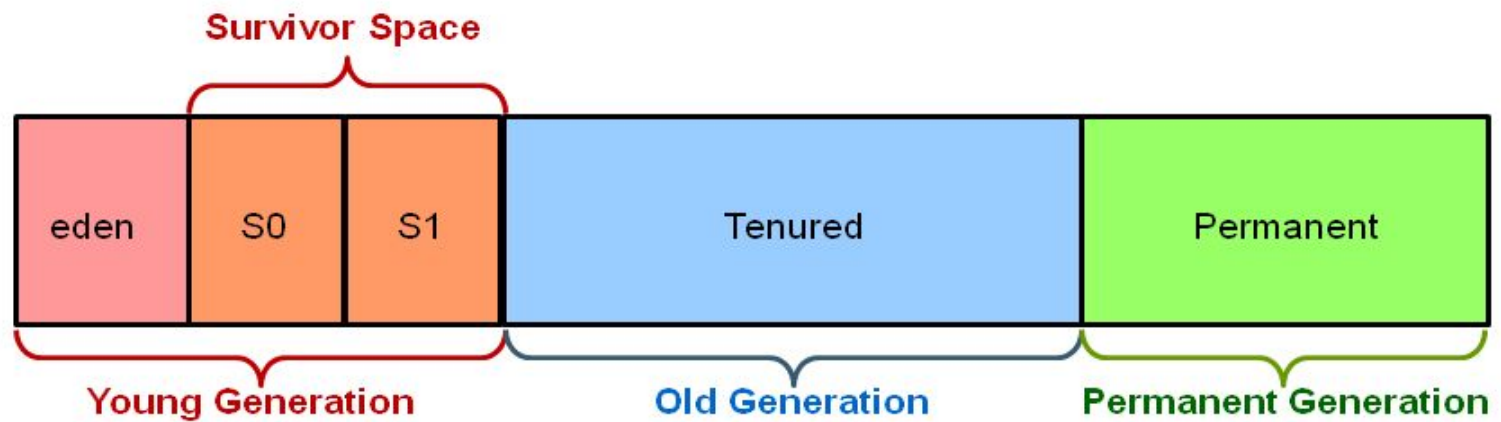 Survivor Space
eden S0 S1 Tenured Permanent
Young Generation Old Generation Permanent Generation